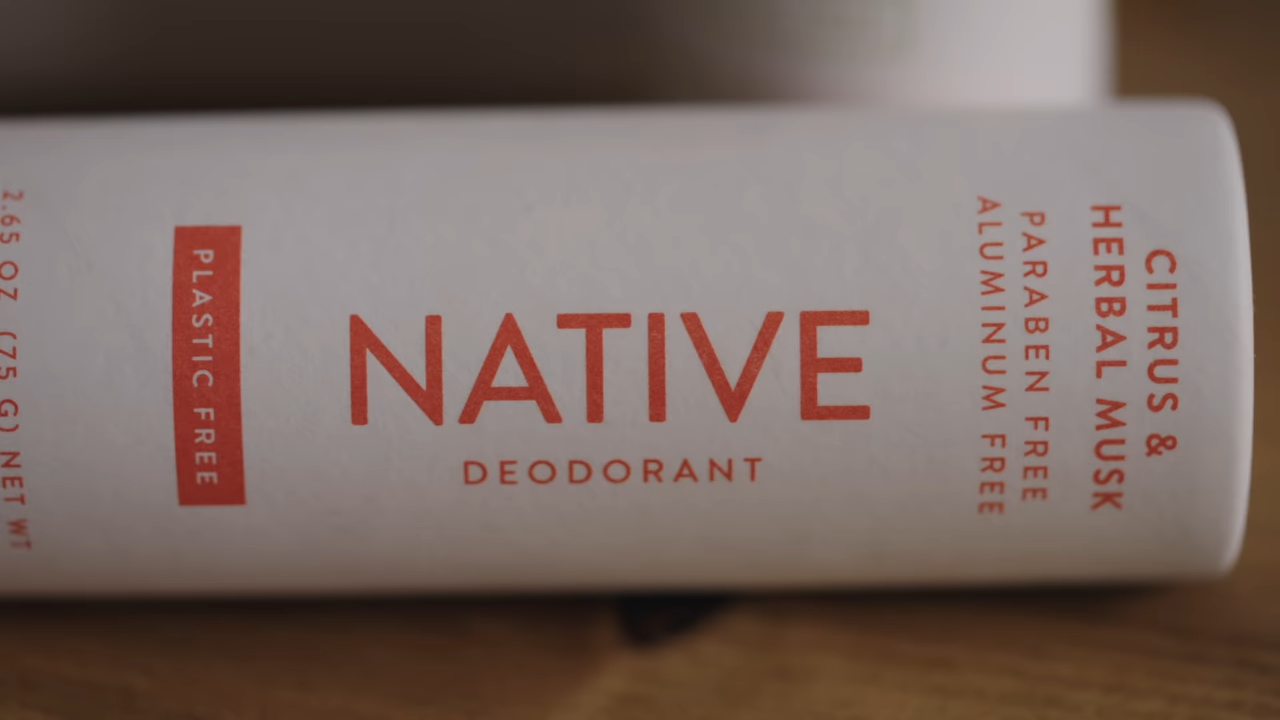 CITRUS &
HERBAL MUSK
PARABEN FREE
ALUMINUM FREE
NATIVE
DEODORANT
PLASTIC FREE
2.65 OZ (75 G) NET WT